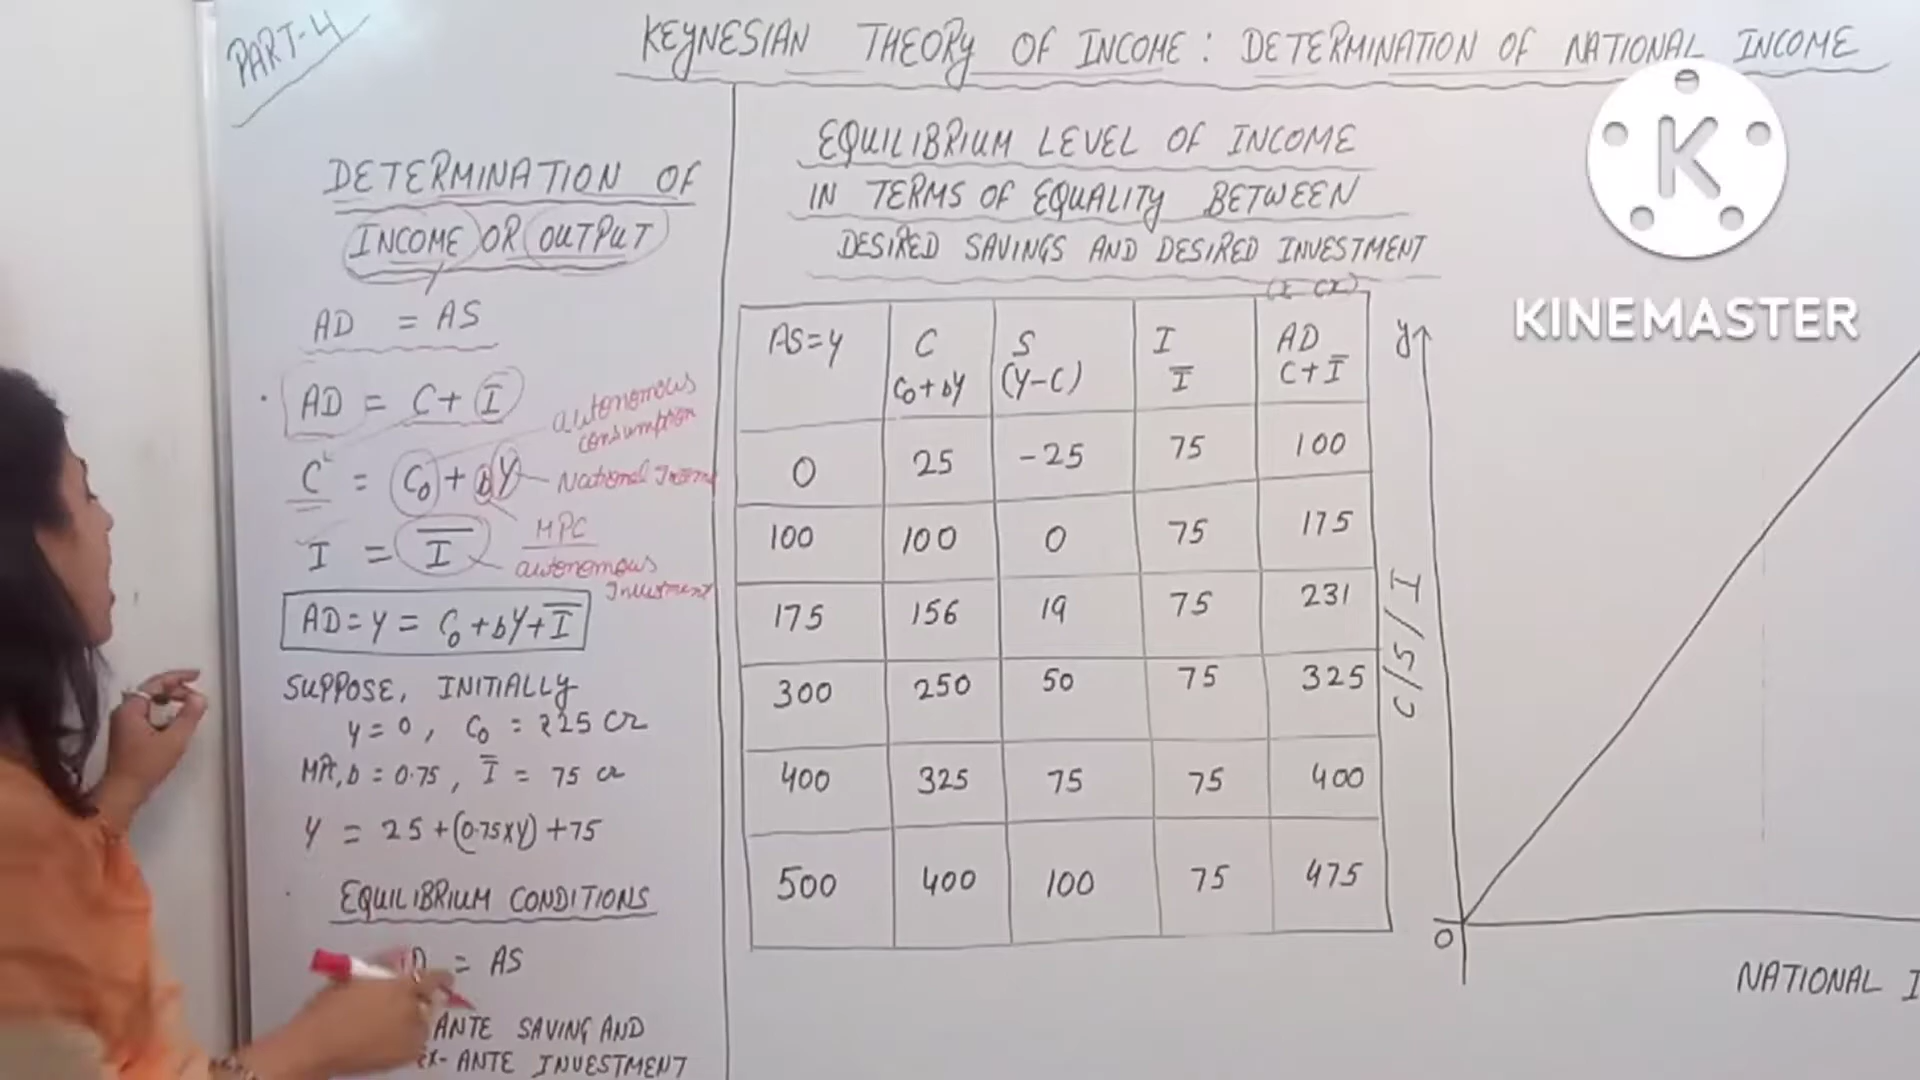 PART-4
KEYNESIAN THEORY OF INCOME : DETERMINATION OF NATIONAL INCOME
DETERMINATION OF
INCOME OR OUTPUT
AD = AS
AD = C + I̅
autonomous
consumption
C = C₀ + bY
National Income
I = I̅
MPC
autonomous
Investment
AD = Y = C₀ + bY + I̅
SUPPOSE, INITIALLY
Y = 0, C₀ = ₹25 Cr
MPC, b = 0.75, I̅ = 75 cr
Y = 25 + (0.75xY) + 75
EQUILIBRIUM CONDITIONS
= AS
ANTE SAVING AND
EX-ANTE INVESTMENT
EQUILIBRIUM LEVEL OF INCOME
IN TERMS OF EQUALITY BETWEEN
DESIRED SAVINGS AND DESIRED INVESTMENT
AS=Y C S I AD
C₀+bY (Y-C) I̅ C+I̅
0 25 -25 75 100
100 100 0 75 175
175 156 19 75 231
300 250 50 75 325
400 325 75 75 400
500 400 100 75 475
Y
C/S/I
O
NATIONAL I
K
KINEMASTER